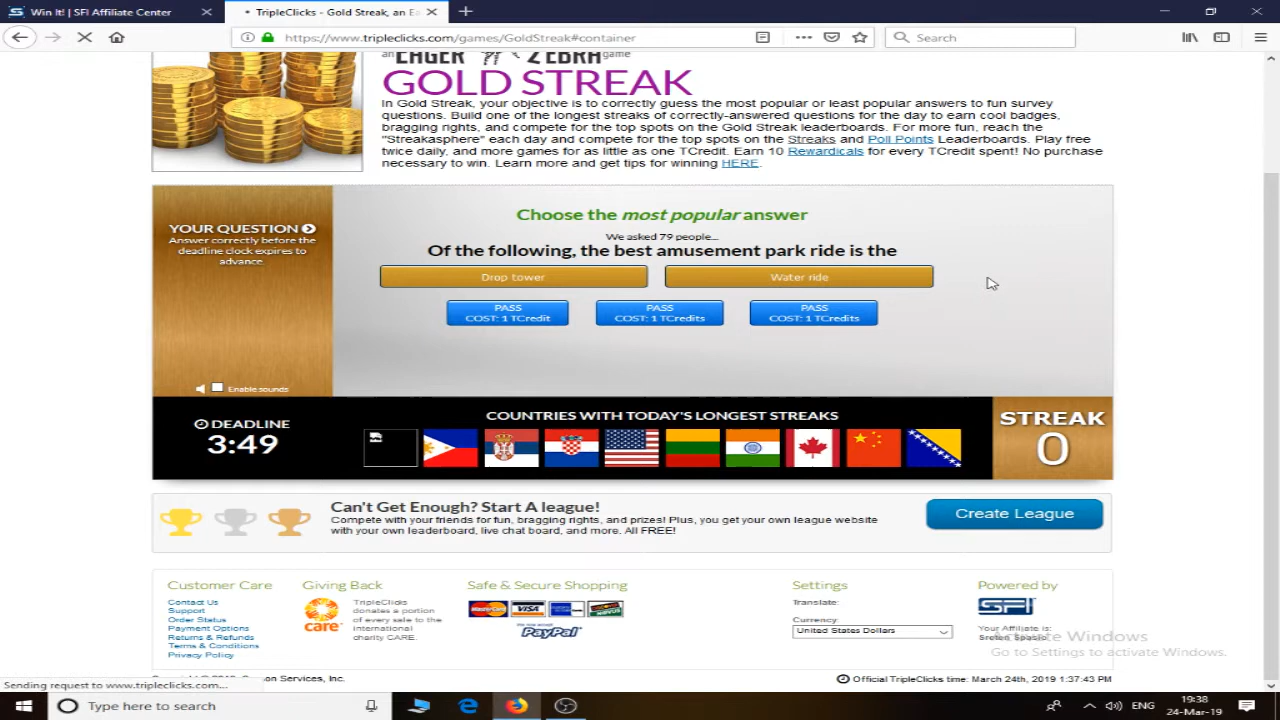 Win It! | SFI Affiliate Center
TripleClicks - Gold Streak, an Ea
https://www.tripleclicks.com/games/GoldStreak#container
Search
an EAGER ZEBRA game
GOLD STREAK
In Gold Streak, your objective is to correctly guess the most popular or least popular answers to fun survey
questions. Build one of the longest streaks of correctly-answered questions for the day to earn cool badges,
bragging rights, and compete for the top spots on the Gold Streak leaderboards. For more fun, reach the
"Streakasphere" each day and compete for the top spots on the Streaks and Poll Points Leaderboards. Play free
twice daily, and more games for as little as one TCredit. Earn 10 Rewardicals for every TCredit spent! No purchase
necessary to win. Learn more and get tips for winning HERE.
YOUR QUESTION
Answer correctly before the
deadline clock expires to
advance.
Enable sounds
Choose the most popular answer
We asked 79 people...
Of the following, the best amusement park ride is the
Drop tower
Water ride
PASS
COST: 1 TCredit
PASS
COST: 1 TCredits
PASS
COST: 1 TCredits
DEADLINE
3:49
COUNTRIES WITH TODAY'S LONGEST STREAKS
STREAK
0
Can't Get Enough? Start A league!
Compete with your friends for fun, bragging rights, and prizes! Plus, you get your own league website
with your own leaderboard, live chat board, and more. All FREE!
Create League
Customer Care
Contact Us
Support
Order Status
Payment Options
Returns & Refunds
Terms & Conditions
Privacy Policy
Giving Back
care
TripleClicks
donates a portion
of every sale to the
international
charity CARE.
Safe & Secure Shopping
MasterCard
VISA
PayPal
Settings
Translate:
Currency:
United States Dollars
Powered by
SFI
Your Affiliate is:
Activate Windows
Go to Settings to activate Windows.
Sending request to www.tripleclicks.com...
Services, Inc.
Official TripleClicks time: March 24th, 2019 1:37:43 PM
Type here to search
ENG
19:38
24-Mar-19